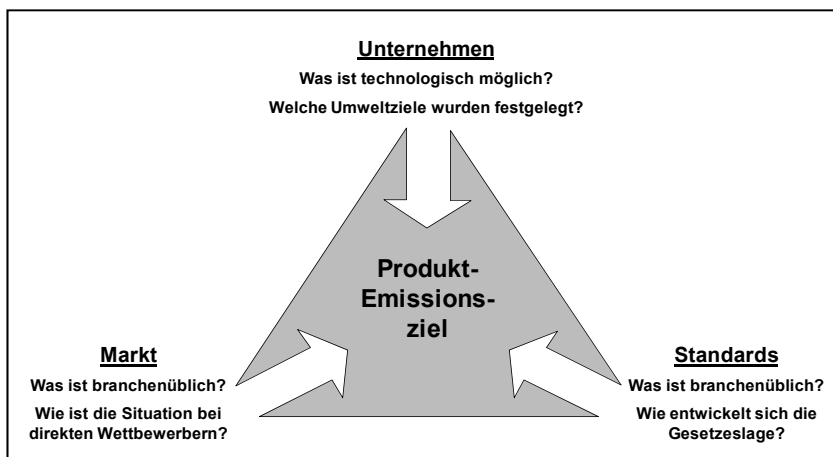 Unternehmen
Was ist technologisch möglich?
Welche Umweltziele wurden festgelegt?
Produkt-
Emissions-
ziel
Markt
Was ist branchenüblich?
Wie ist die Situation bei
direkten Wettbewerbern?
Standards
Was ist branchenüblich?
Wie entwickelt sich die
Gesetzeslage?